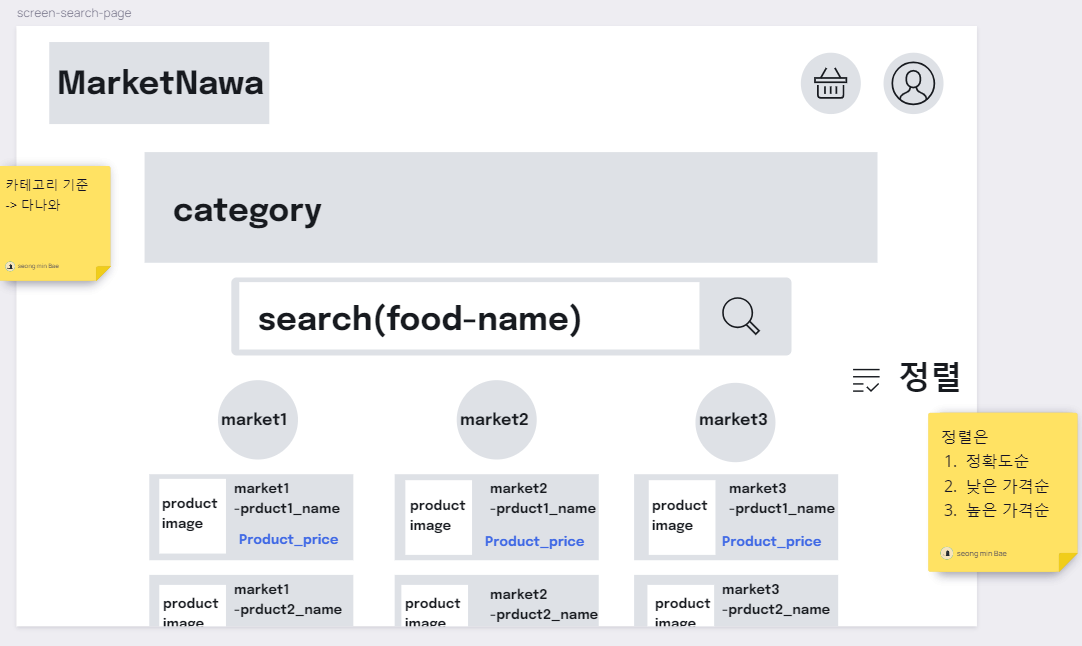 screen-search-page
MarketNawa
카테고리 기준
-> 다나와
seong min Bae
category
search(food-name)
정렬
정렬은
1. 정확도순
2. 낮은 가격순
3. 높은 가격순
seong min Bae
market1
market2
market3
product
image
market1
-prduct1_name
Product_price
product
image
market2
-prduct1_name
Product_price
product
image
market3
-prduct1_name
Product_price
product
image
market1
-prduct2_name
product
image
market2
-prduct2_name
product
image
market3
-prduct2_name